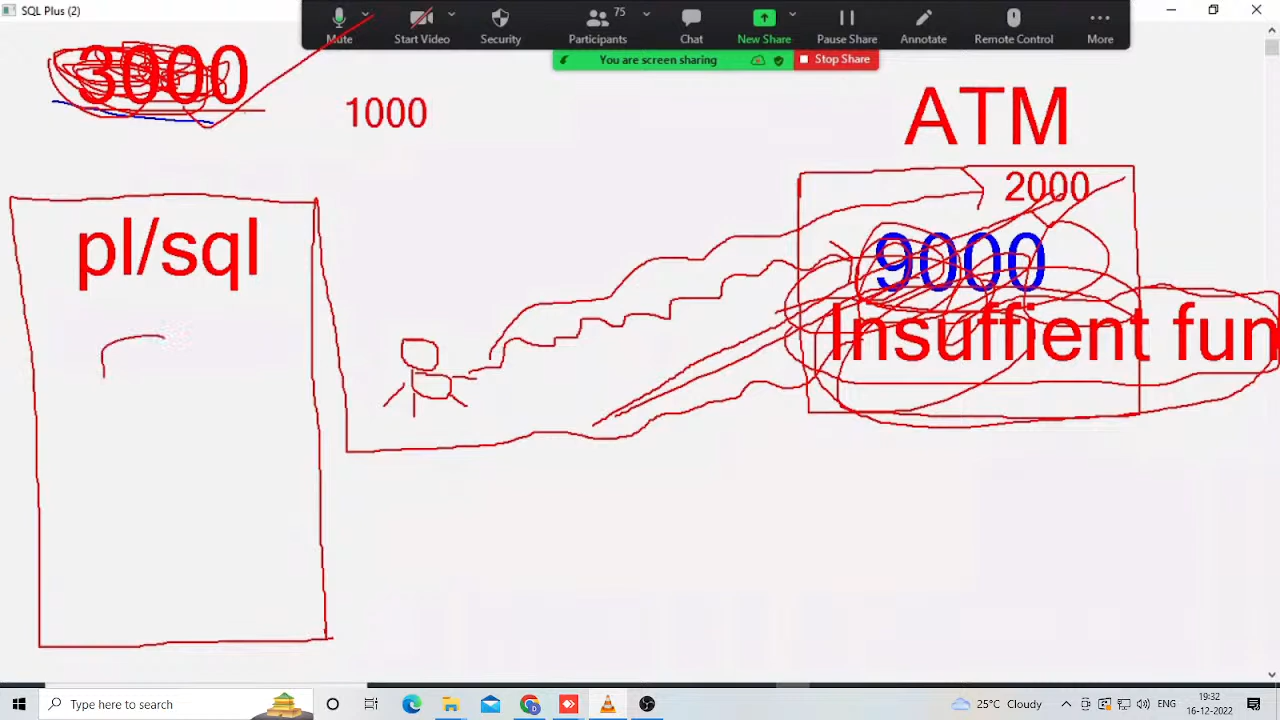 SQL Plus (2)
75
Mute
Start Video
Security
Participants
Chat
New Share
Pause Share
Annotate
Remote Control
More
You are screen sharing
Stop Share
3000
1000
ATM
2000
pl/sql
9000
Insuffient fun
Type here to search
25°C Cloudy
ENG
19:32
16-12-2022